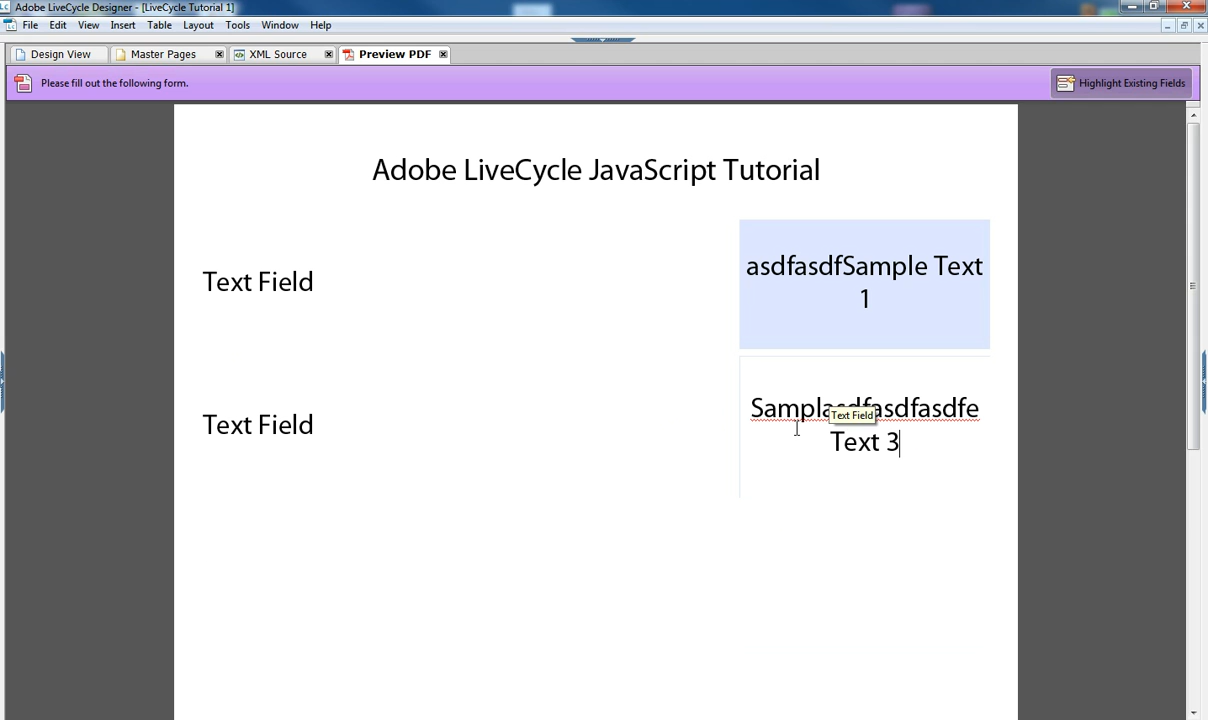 Adobe LiveCycle Designer - [LiveCycle Tutorial 1]
File Edit View Insert Table Layout Tools Window Help
Design View Master Pages XML Source Preview PDF
Please fill out the following form. Highlight Existing Fields
Adobe LiveCycle JavaScript Tutorial
Text Field
asdfasdfSample Text
1
Text Field
Text Field
Text 3